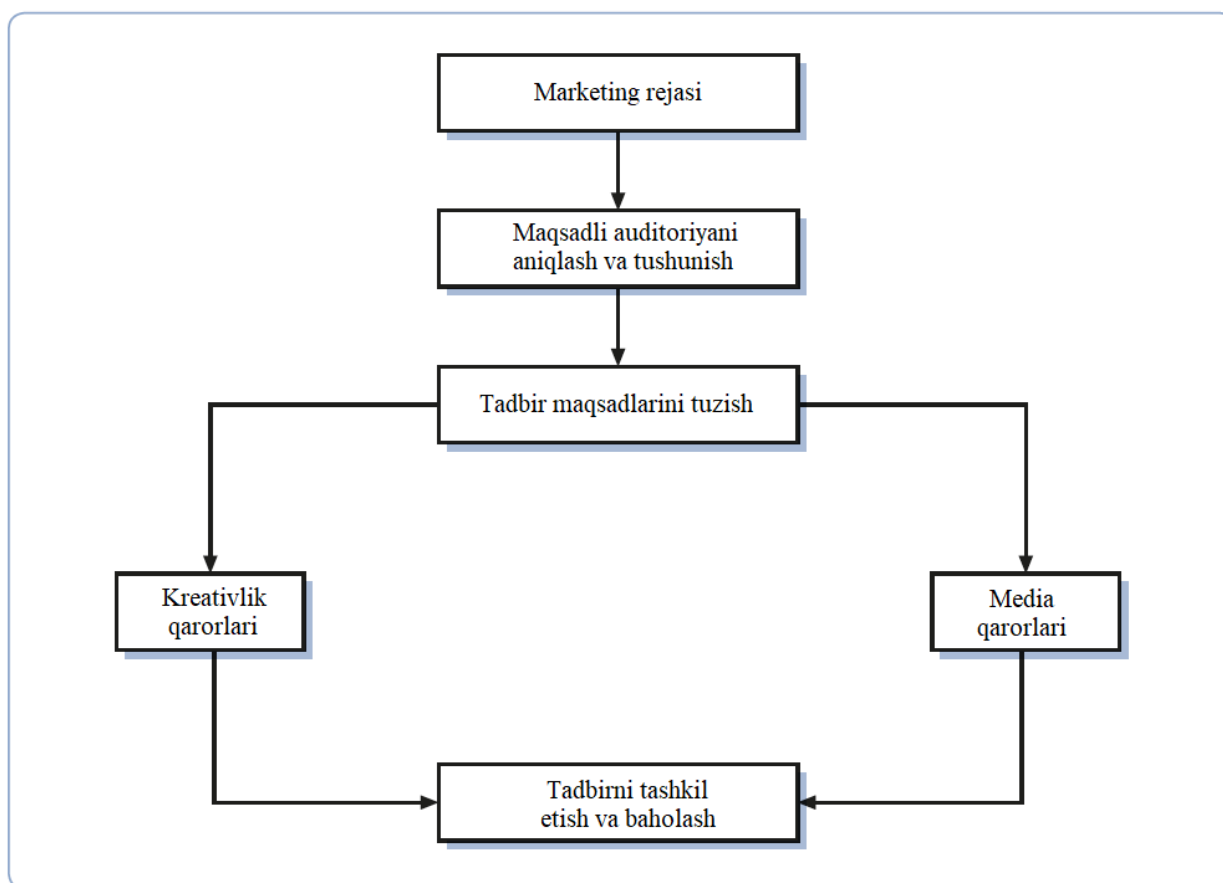 Marketing rejasi
Maqsadli auditoriyani
aniqlash va tushunish
Tadbir maqsadlarini tuzish
Kreativlik
qarorlari
Media
qarorlari
Tadbirni tashkil
etish va baholash